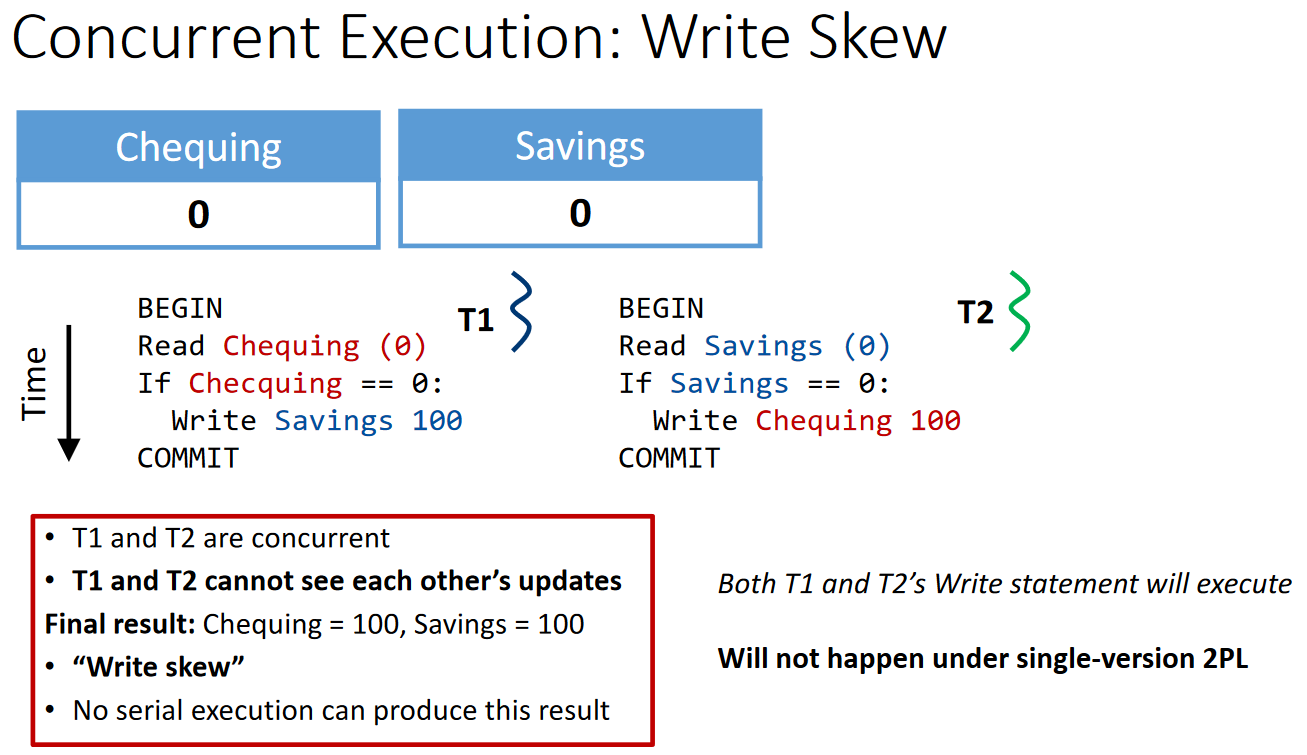 Concurrent Execution: Write Skew
Chequing
Savings
0
0
Time
BEGIN
Read Chequing (0)
If Checquing == 0:
Write Savings 100
COMMIT
T1
BEGIN
Read Savings (0)
If Savings == 0:
Write Chequing 100
COMMIT
T2
• T1 and T2 are concurrent
• T1 and T2 cannot see each other’s updates
Final result: Chequing = 100, Savings = 100
• “Write skew”
• No serial execution can produce this result
Both T1 and T2’s Write statement will execute
Will not happen under single-version 2PL